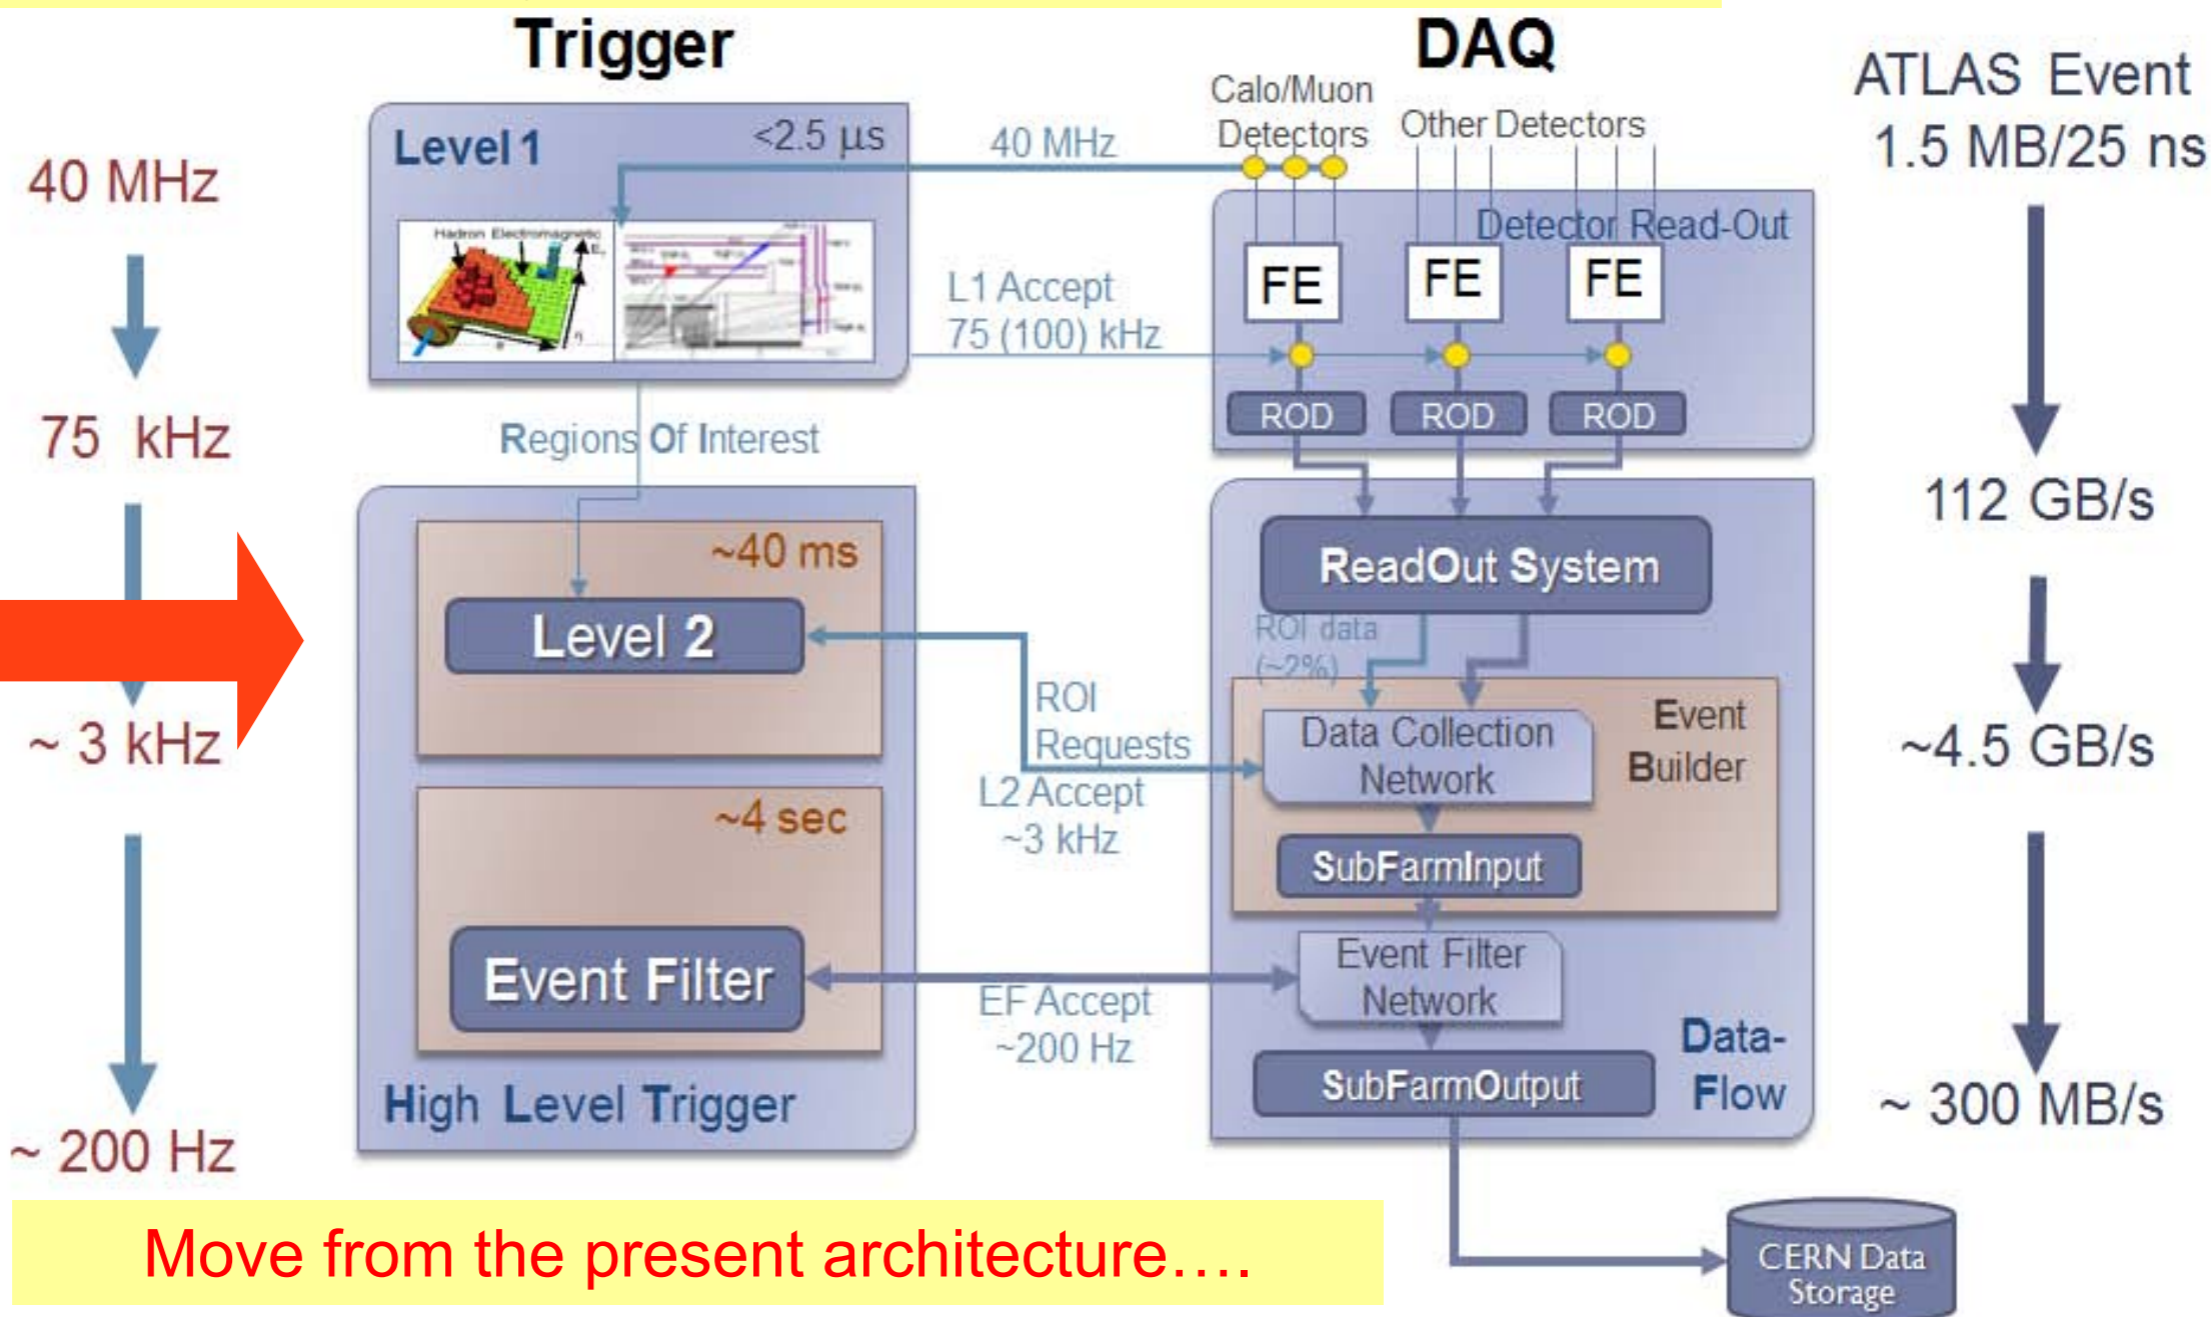 Trigger
DAQ
ATLAS Event
1.5 MB/25 ns
40 MHz
75 kHz
~ 3 kHz
~ 200 Hz
Level 1
<2.5 µs
Hadron Electromagnetic
40 MHz
Calo/Muon
Detectors
Other Detectors
Detector Read-Out
FE
FE
FE
L1 Accept
75 (100) kHz
ROD
ROD
ROD
Regions Of Interest
112 GB/s
~40 ms
Level 2
ReadOut System
ROI data
(~2%)
ROI
Requests
L2 Accept
~3 kHz
Data Collection
Network
Event
Builder
~4.5 GB/s
~4 sec
SubFarmInput
Event Filter
EF Accept
~200 Hz
Event Filter
Network
High Level Trigger
SubFarmOutput
Data-
Flow
~ 300 MB/s
Move from the present architecture….
CERN Data
Storage